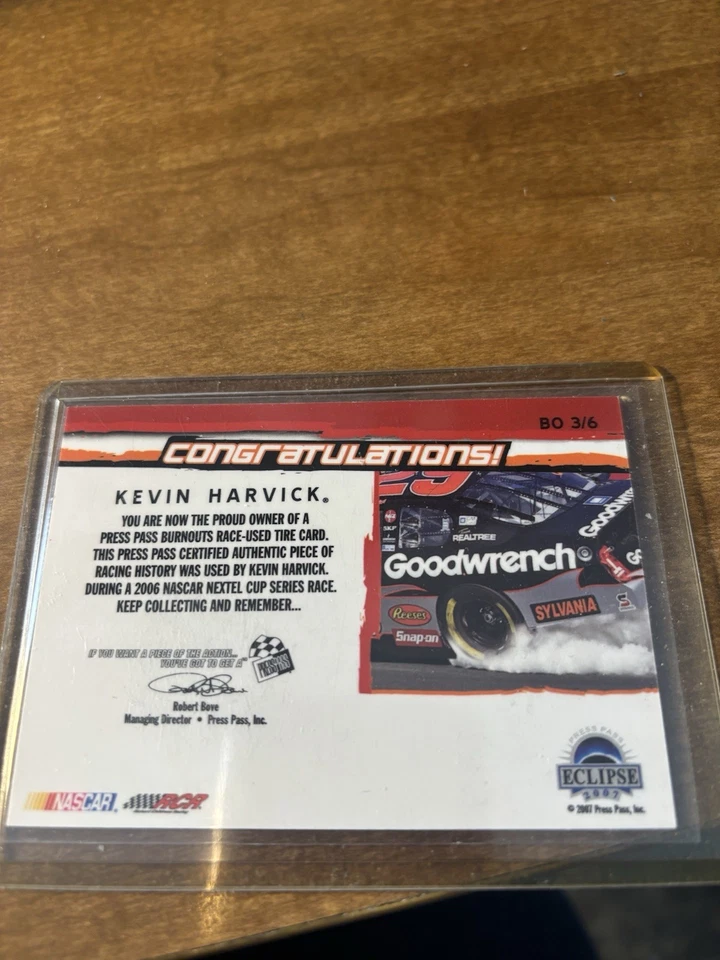 BO 3/6
CONGRATULATIONS!
KEVIN HARVICK®
YOU ARE NOW THE PROUD OWNER OF A
PRESS PASS BURNOUTS RACE-USED TIRE CARD.
THIS PRESS PASS CERTIFIED AUTHENTIC PIECE OF
RACING HISTORY WAS USED BY KEVIN HARVICK.
DURING A 2006 NASCAR NEXTEL CUP SERIES RACE.
KEEP COLLECTING AND REMEMBER...
IF YOU WANT A PIECE OF THE ACTION...
YOU'VE GOT TO GET A
Robert Bove
Managing Director • Press Pass, Inc.
29
REALTREE
GOODWRENCH
Goodwrench
Reese's
SYLVANIA
Snap-on
NASCAR®
RCR
PRESS PASS
ECLIPSE
2007
© 2007 Press Pass, Inc.